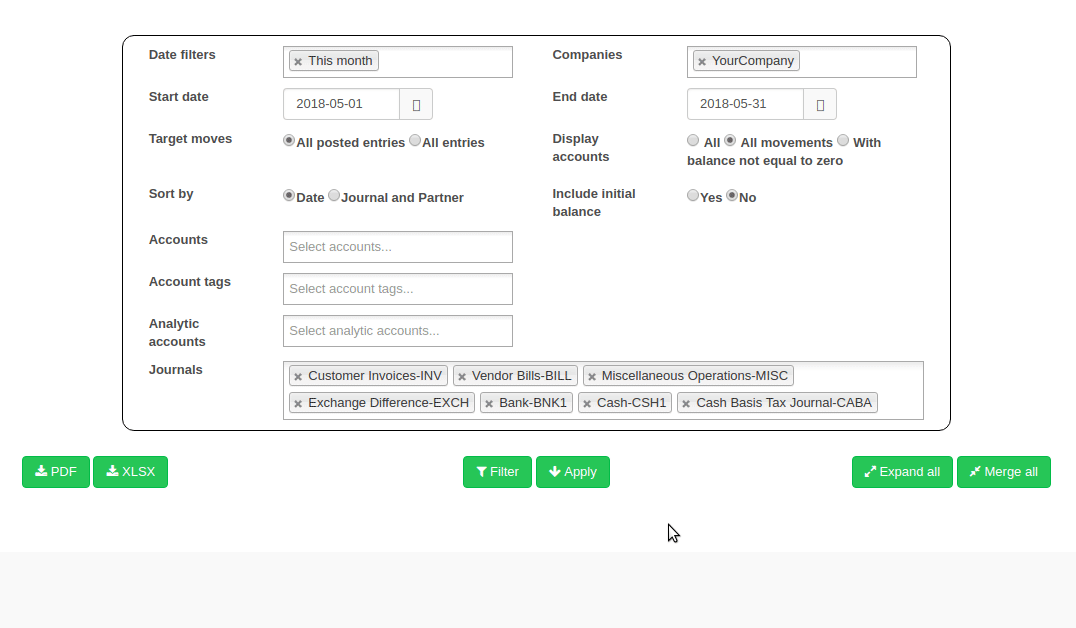 Date filters × This month Companies × YourCompany
Start date 2018-05-01 End date 2018-05-31
Target moves All posted entries All entries Display accounts All All movements With balance not equal to zero
Sort by Date Journal and Partner Include initial balance Yes No
Accounts Select accounts...
Account tags Select account tags...
Analytic accounts Select analytic accounts...
Journals × Customer Invoices-INV × Vendor Bills-BILL × Miscellaneous Operations-MISC
× Exchange Difference-EXCH × Bank-BNK1 × Cash-CSH1 × Cash Basis Tax Journal-CABA
PDF XLSX Filter Apply Expand all Merge all